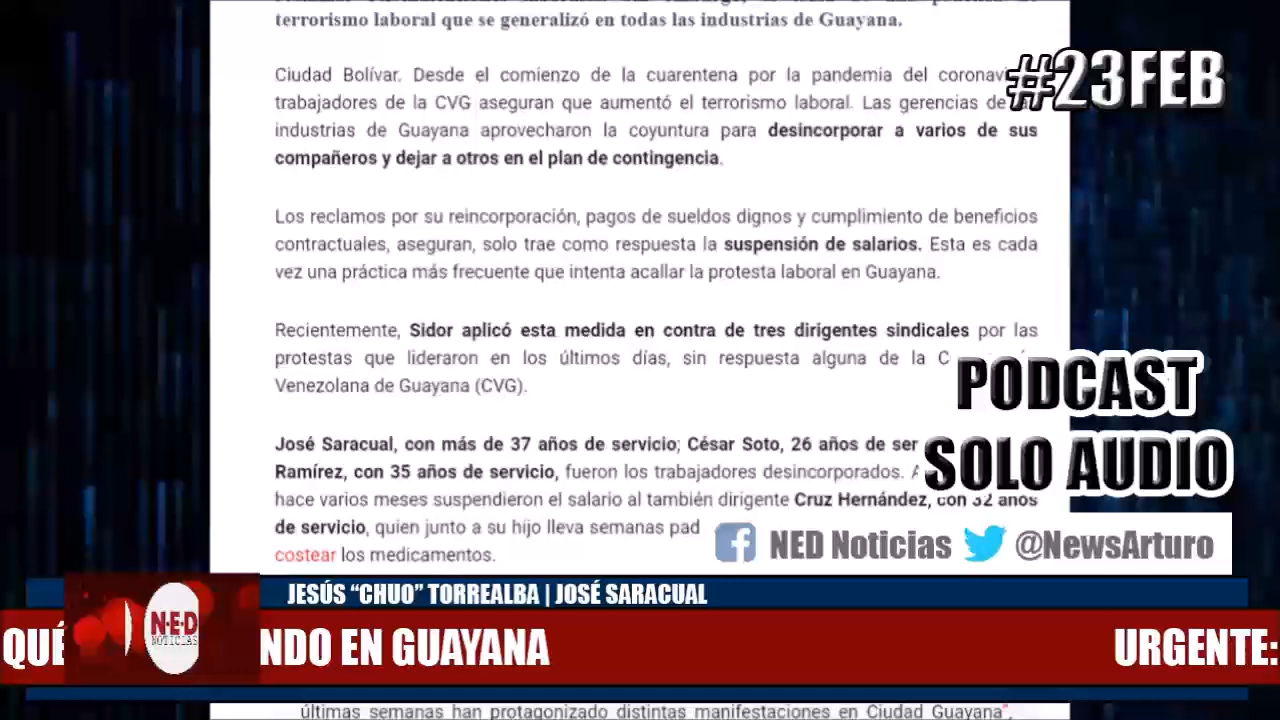 terrorismo laboral que se generalizó en todas las industrias de Guayana.
#23FEB
Ciudad Bolívar. Desde el comienzo de la cuarentena por la pandemia del
trabajadores de la CVG aseguran que aumentó el terrorismo laboral. Las gerencias de
industrias de Guayana aprovecharon la coyuntura para desincorporar a varios de sus
compañeros y dejar a otros en el plan de contingencia.
Los reclamos por su reincorporación, pagos de sueldos dignos y cumplimiento de beneficios
contractuales, aseguran, solo trae como respuesta la suspensión de salarios. Esta es cada
vez una práctica más frecuente que intenta acallar la protesta laboral en Guayana.
Recientemente, Sidor aplicó esta medida en contra de tres dirigentes sindicales por las
protestas que lideraron en los últimos días, sin respuesta alguna de la C
Venezolana de Guayana (CVG).
PODCAST
SOLO AUDIO
José Saracual, con más de 37 años de servicio; César Soto, 26 años de ser
Ramírez, con 35 años de servicio, fueron los trabajadores desincorporados.
hace varios meses suspendieron el salario al también dirigente Cruz Hernández, con 32 años
de servicio, quien junto a su hijo lleva semanas pad
costear los medicamentos.
NED Noticias @NewsArturo
JESÚS “CHUO” TORREALBA | JOSÉ SARACUAL
N·E·D
NOTICIAS
QUÉ NDO EN GUAYANA URGENTE:
últimas semanas han protagonizado distintas manifestaciones en Ciudad Guayana”,